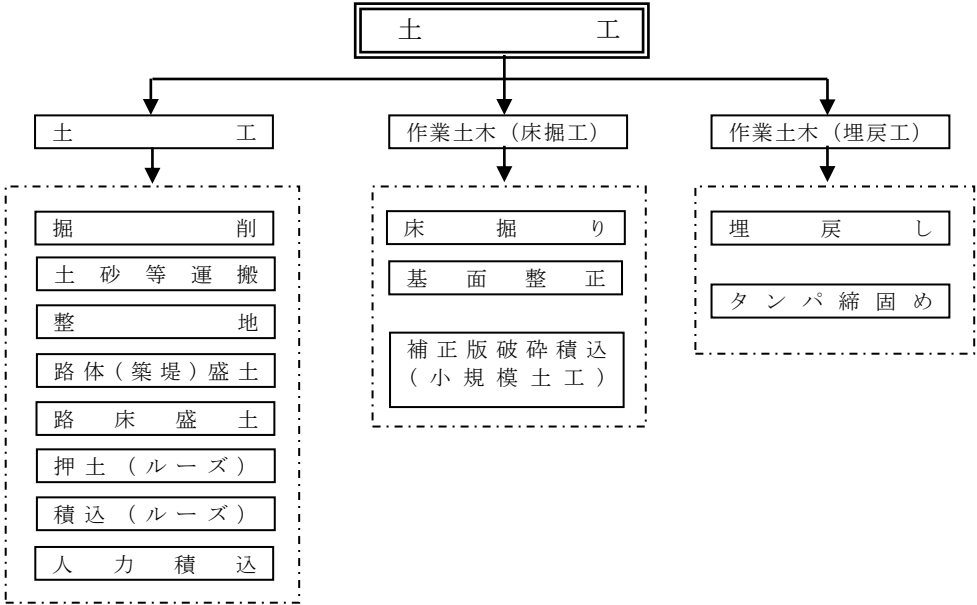 土工
土工
作業土木（床掘工）
作業土木（埋戻工）
掘削
土砂等運搬
整地
路体(築堤)盛土
路床盛土
押土（ルーズ）
積込（ルーズ）
人力積込
床掘り
基面整正
補正版破砕積込
（小規模土工）
埋戻し
タンパ締固め